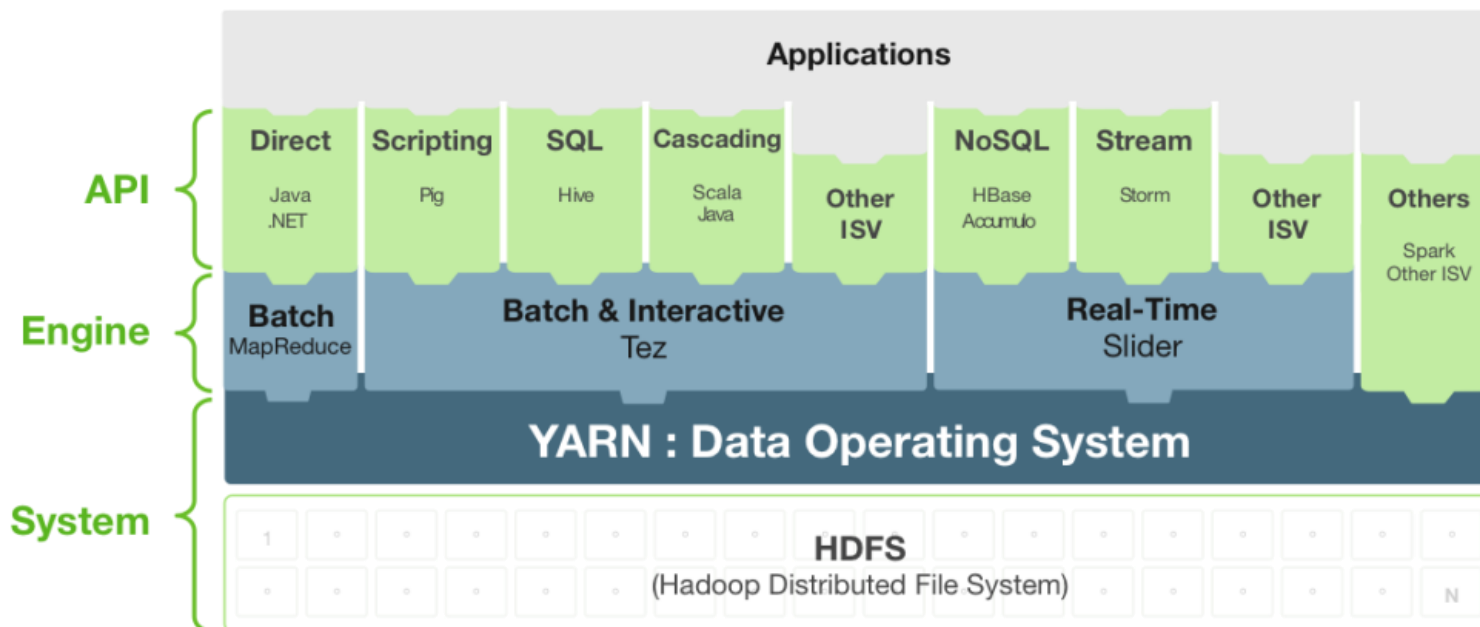 Applications
API
Direct
Java
.NET
Scripting
Pig
SQL
Hive
Cascading
Scala
Java
Other
ISV
NoSQL
HBase
Accumulo
Stream
Storm
Other
ISV
Others
Spark
Other ISV
Engine
Batch
MapReduce
Batch & Interactive
Tez
Real-Time
Slider
System
YARN : Data Operating System
1
HDFS
(Hadoop Distributed File System)
N